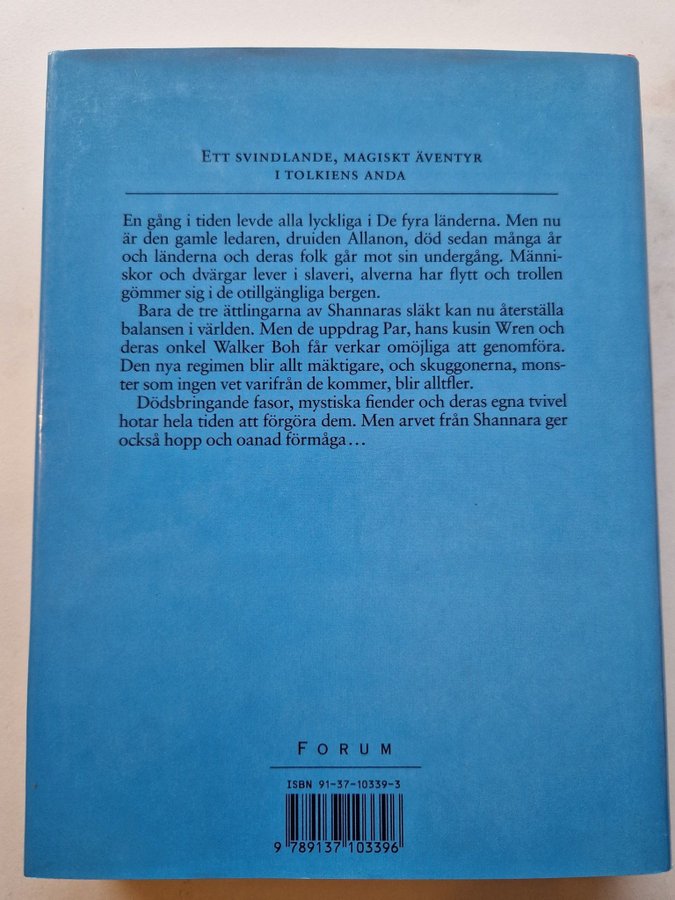 ETT SVINDLANDE, MAGISKT ÄVENTYR
I TOLKIENS ANDA
En gång i tiden levde alla lyckliga i De fyra länderna. Men nu
är den gamle ledaren, druiden Allanon, död sedan många år
och länderna och deras folk går mot sin undergång. Männi-
skor och dvärgar lever i slaveri, alverna har flytt och trollen
gömmer sig i de otillgängliga bergen.
Bara de tre ättlingarna av Shannaras släkt kan nu återställa
balansen i världen. Men de uppdrag Par, hans kusin Wren och
deras onkel Walker Boh får verkar omöjliga att genomföra.
Den nya regimen blir allt mäktigare, och skuggonerna, mons-
ter som ingen vet varifrån de kommer, blir alltfler.
Dödsbringande fasor, mystiska fiender och deras egna tvivel
hotar hela tiden att förgöra dem. Men arvet från Shannara ger
också hopp och oanad förmåga...
FORUM
ISBN 91-37-10339-3
9 789137 103396